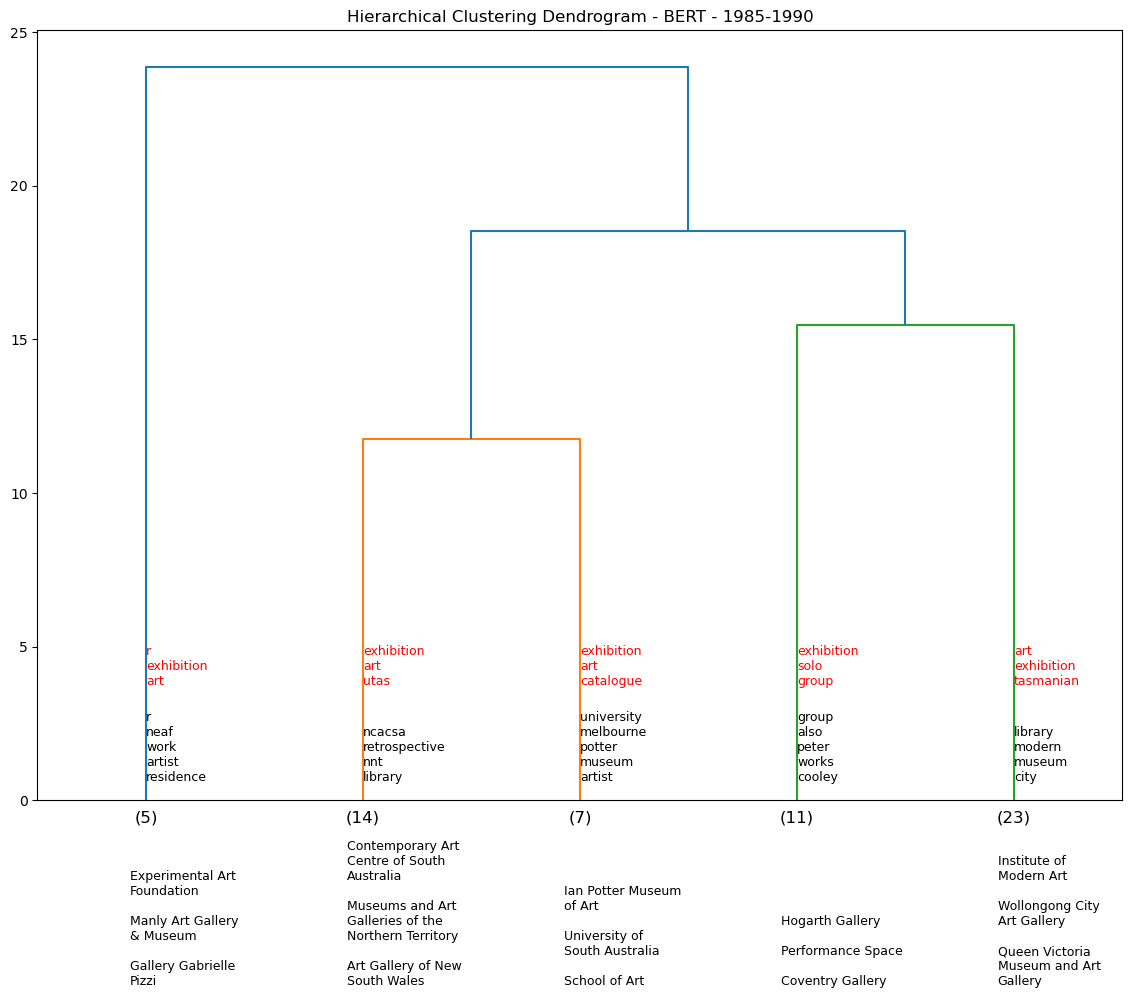 Hierarchical Clustering Dendrogram - BERT - 1985-1990
25
20
15
10
5
0
r
exhibition
art
r
neaf
work
artist
residence
exhibition
art
utas
ncacsa
retrospective
nnt
library
exhibition
art
catalogue
university
melbourne
potter
museum
artist
exhibition
solo
group
group
also
peter
works
cooley
art
exhibition
tasmanian
library
modern
museum
city
(5)
(14)
(7)
(11)
(23)
Experimental Art
Foundation
Manly Art Gallery
& Museum
Gallery Gabrielle
Pizzi
Contemporary Art
Centre of South
Australia
Museums and Art
Galleries of the
Northern Territory
Art Gallery of New
South Wales
Ian Potter Museum
of Art
University of
South Australia
School of Art
Hogarth Gallery
Performance Space
Coventry Gallery
Institute of
Modern Art
Wollongong City
Art Gallery
Queen Victoria
Museum and Art
Gallery